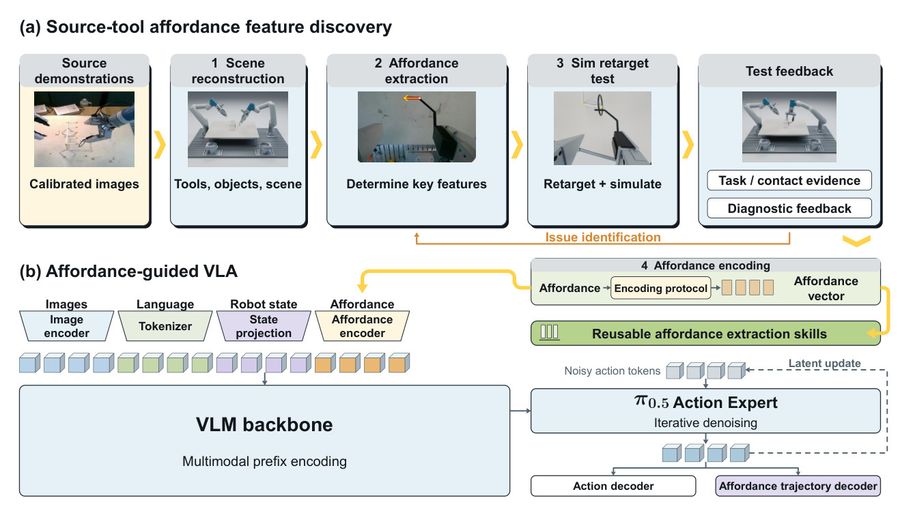 (a) Source-tool affordance feature discovery
Source
demonstrations
Calibrated images
1 Scene
reconstruction
Tools, objects, scene
2 Affordance
extraction
Determine key features
3 Sim retarget
test
Retarget + simulate
Test feedback
Task / contact evidence
Diagnostic feedback
Issue identification
(b) Affordance-guided VLA
4 Affordance encoding
Affordance
Encoding protocol
Affordance
vector
Reusable affordance extraction skills
Images
Image
encoder
Language
Tokenizer
Robot state
State
projection
Affordance
Affordance
encoder
VLM backbone
Multimodal prefix encoding
Noisy action tokens
Latent update
π0.5 Action Expert
Iterative denoising
Action decoder
Affordance trajectory decoder